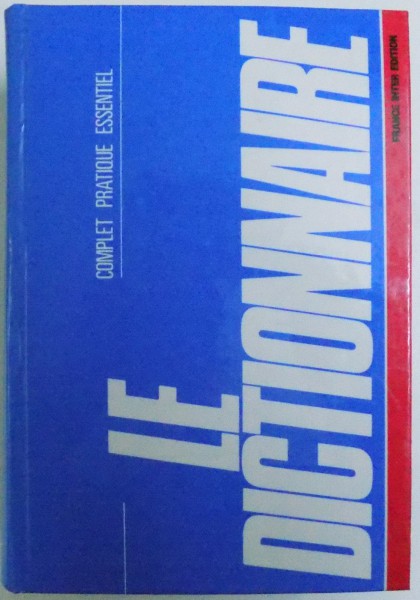 COMPLET PRATIQUE ESSENTIEL
LE
DICTIONNAIRE
FRANCE INTER EDITION